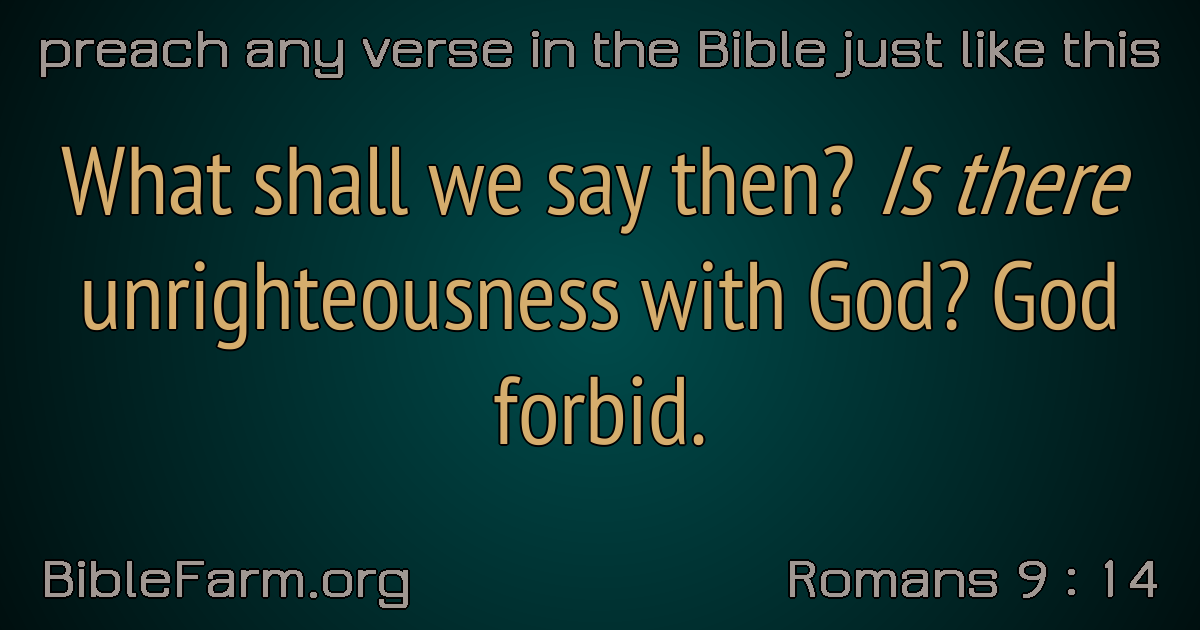 preach any verse in the Bible just like this
What shall we say then? Is there
unrighteousness with God? God
forbid.
BibleFarm.org
Romans 9 : 14